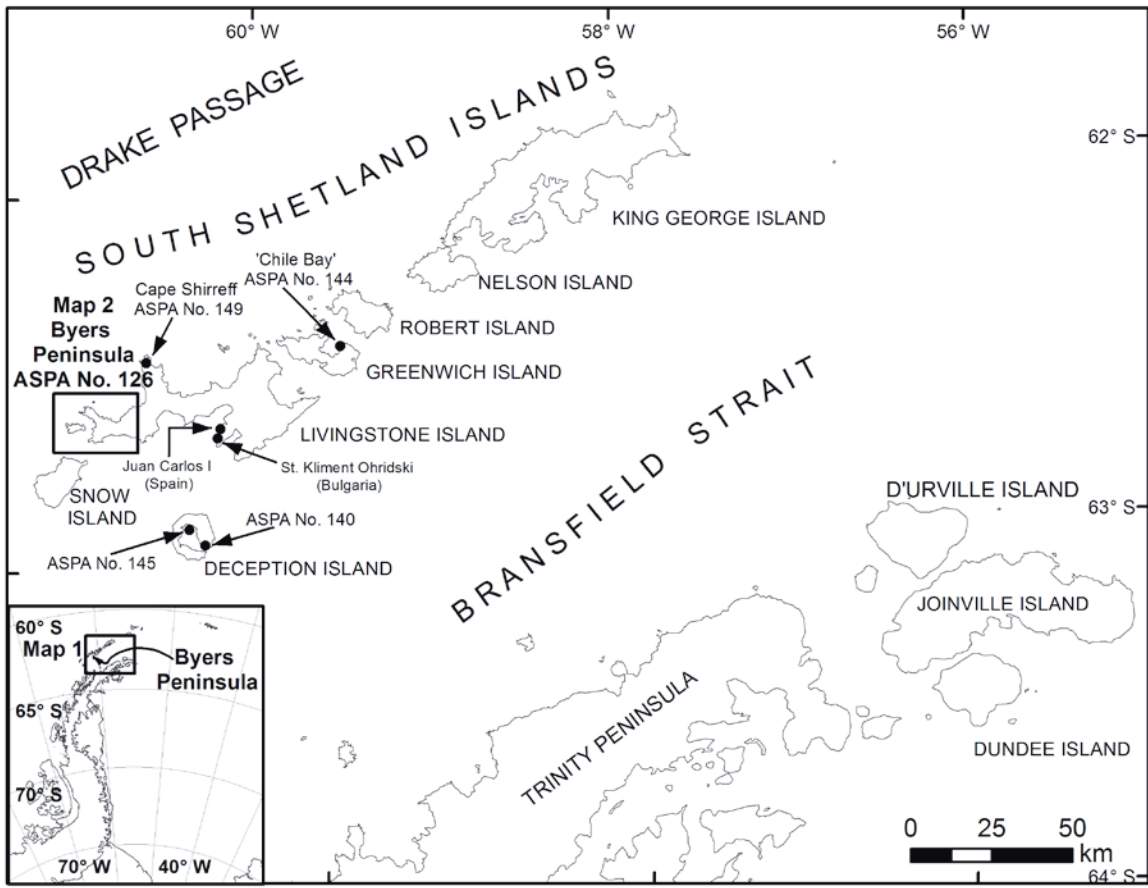 60° W
58° W
56° W
DRAKE PASSAGE
SOUTH SHETLAND ISLANDS
62° S
KING GEORGE ISLAND
'Chile Bay'
ASPA No. 144
NELSON ISLAND
Cape Shirreff
ASPA No. 149
Map 2
Byers
Peninsula
ASPA No. 126
ROBERT ISLAND
GREENWICH ISLAND
BRANSFIELD STRAIT
LIVINGSTONE ISLAND
Juan Carlos I
(Spain)
St. Kliment Ohridski
(Bulgaria)
SNOW
ISLAND
D'URVILLE ISLAND
63° S
ASPA No. 140
ASPA No. 145
DECEPTION ISLAND
JOINVILLE ISLAND
60° S
Map 1
Byers
Peninsula
65° S
70° S
70° W
40° W
TRINITY PENINSULA
DUNDEE ISLAND
0
25
50
km
64° S